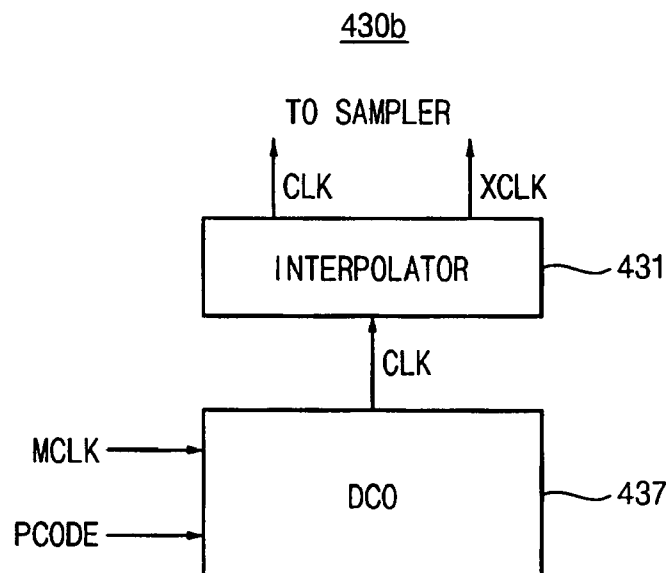 430b
TO SAMPLER
CLK
XCLK
INTERPOLATOR
431
CLK
MCLK
DCO
437
PCODE